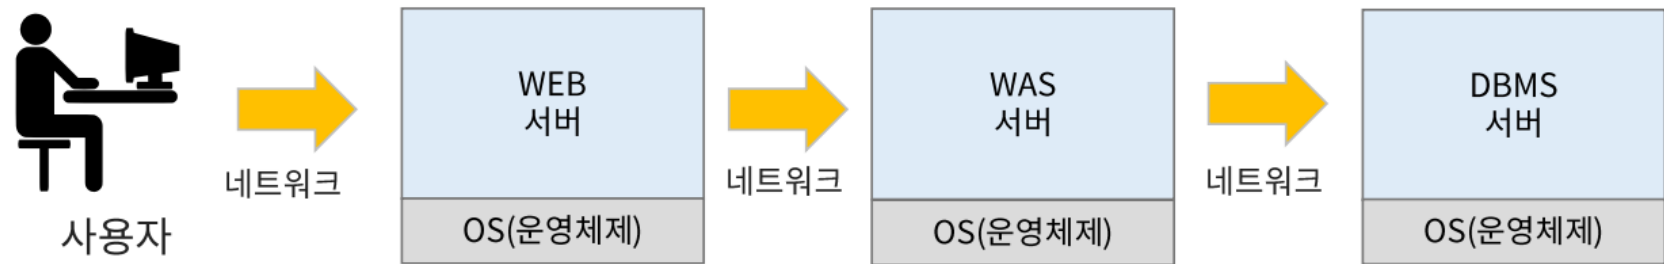 사용자
네트워크
WEB
서버
OS(운영체제)
네트워크
WAS
서버
OS(운영체제)
네트워크
DBMS
서버
OS(운영체제)